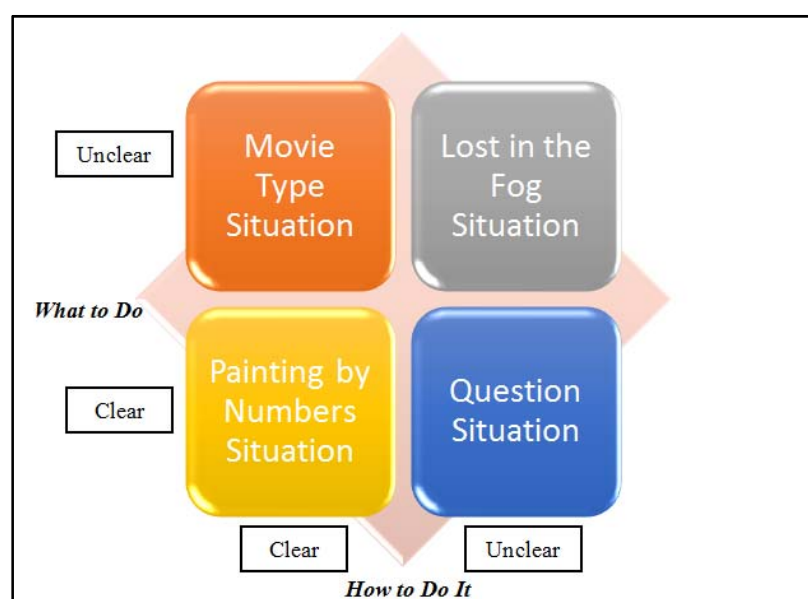 Unclear
Movie
Type
Situation
Lost in the
Fog
Situation
What to Do
Clear
Painting by
Numbers
Situation
Question
Situation
Clear
Unclear
How to Do It